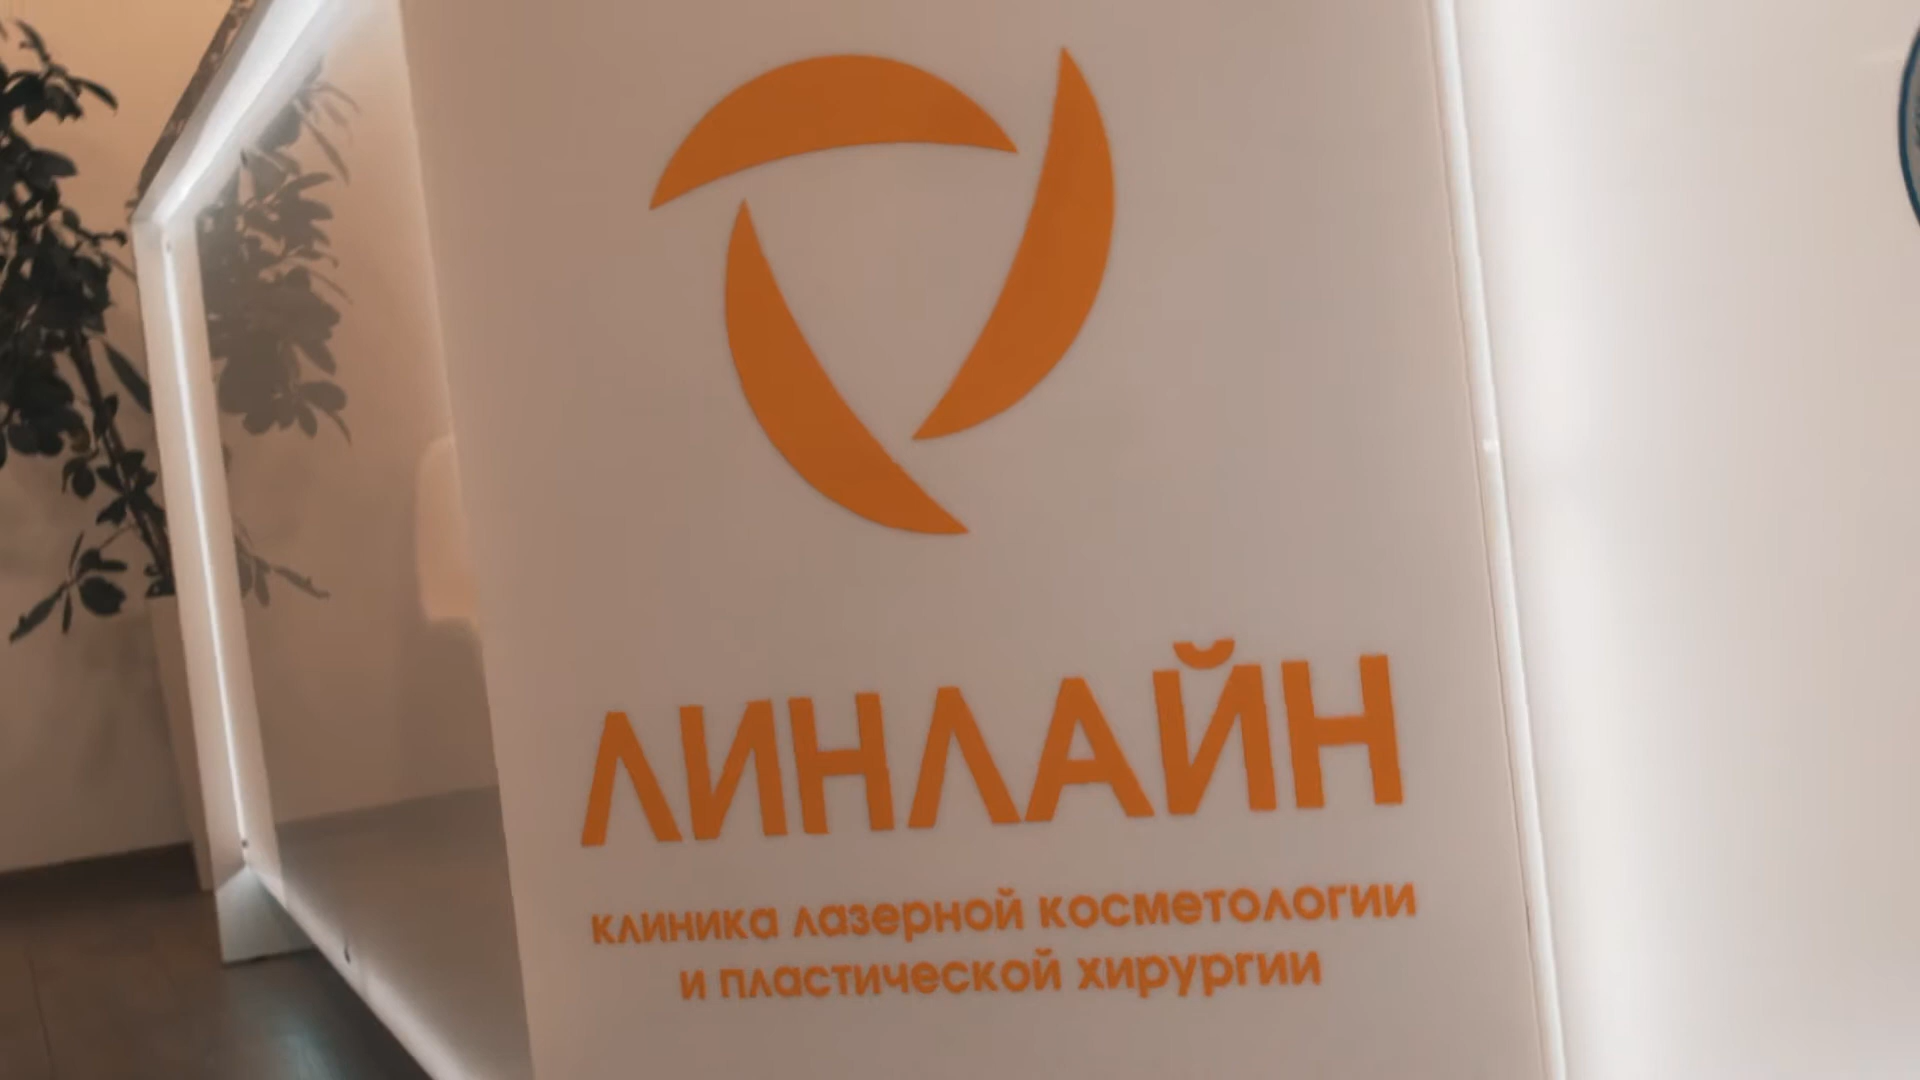 ЛИНЛАЙН
клиника лазерной косметологии
и пластической хирургии